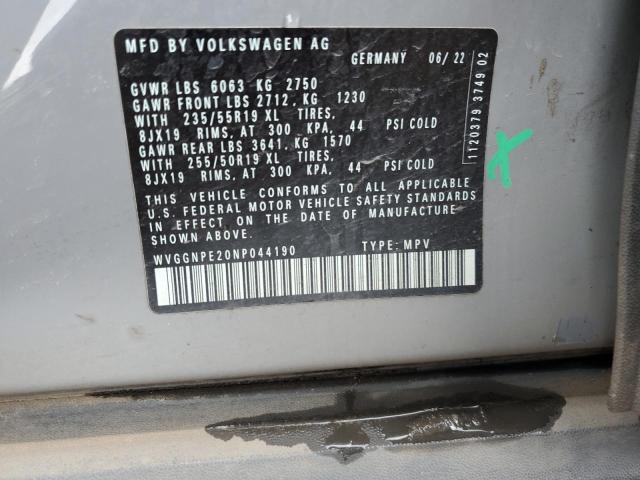 MFD BY VOLKSWAGEN AG
GERMANY 06/22
GVWR LBS 6063 KG 2750
GAWR FRONT LBS 2712, KG 1230
WITH 235/55R19 XL TIRES,
8JX19 RIMS, AT 300 KPA, 44 PSI COLD
GAWR REAR LBS 3641, KG 1570
WITH 255/50R19 XL TIRES,
8JX19 RIMS, AT 300 KPA, 44 PSI COLD
THIS VEHICLE CONFORMS TO ALL APPLICABLE
U.S. FEDERAL MOTOR VEHICLE SAFETY STANDARDS
IN EFFECT ON THE DATE OF MANUFACTURE
SHOWN ABOVE.
WVGGNPE20NP044190 TYPE: MPV
1120379 3749 02